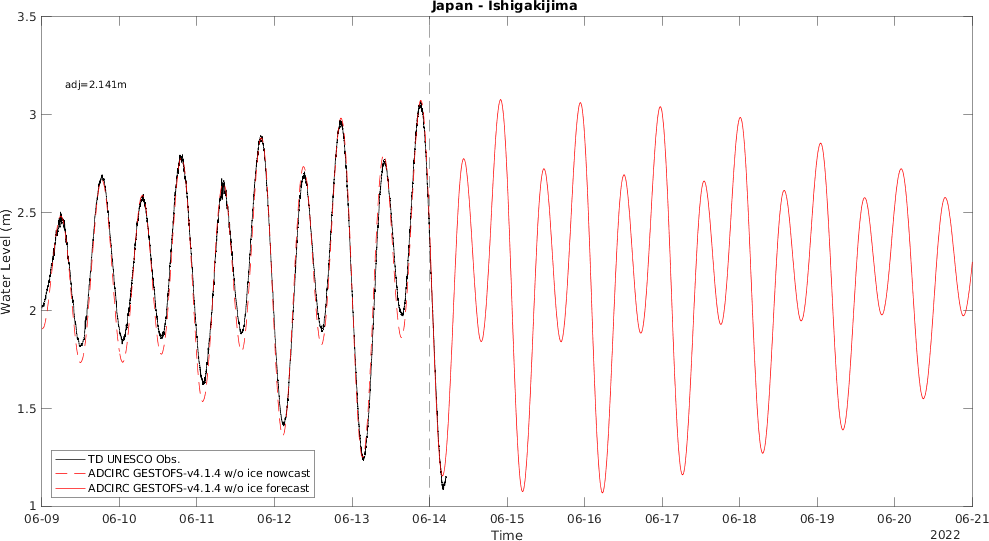 Japan - Ishigakijima
3.5
adj=2.141m
3
2.5
Water Level (m)
2
1.5
TD UNESCO Obs.
ADCIRC GESTOFS-v4.1.4 w/o ice nowcast
ADCIRC GESTOFS-v4.1.4 w/o ice forecast
1
06-09 06-10 06-11 06-12 06-13 06-14 06-15 06-16 06-17 06-18 06-19 06-20 06-21
Time
2022